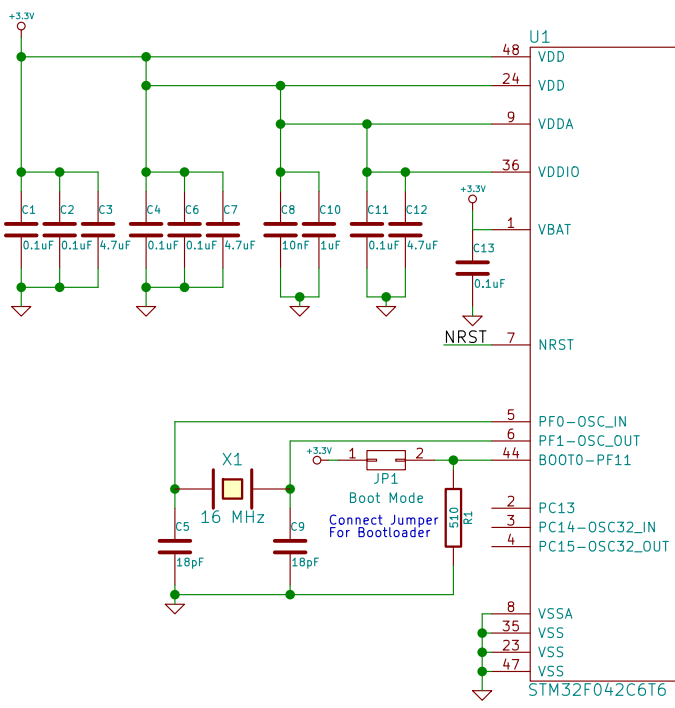 +3.3V
U1
48 VDD
24 VDD
9 VDDA
36 VDDIO
+3.3V
1 VBAT
C1 C2 C3 C4 C6 C7 C8 C10 C11 C12
0.1uF 0.1uF 4.7uF 0.1uF 0.1uF 4.7uF 10nF 1uF 0.1uF 4.7uF
C13
0.1uF
NRST 7 NRST
5 PF0-OSC_IN
6 PF1-OSC_OUT
+3.3V 1 2 44 BOOT0-PF11
X1
JP1
Boot Mode
16 MHz
Connect Jumper
For Bootloader
510
R1
C5 C9
18pF 18pF
2 PC13
3 PC14-OSC32_IN
4 PC15-OSC32_OUT
8 VSSA
35 VSS
23 VSS
47 VSS
STM32F042C6T6